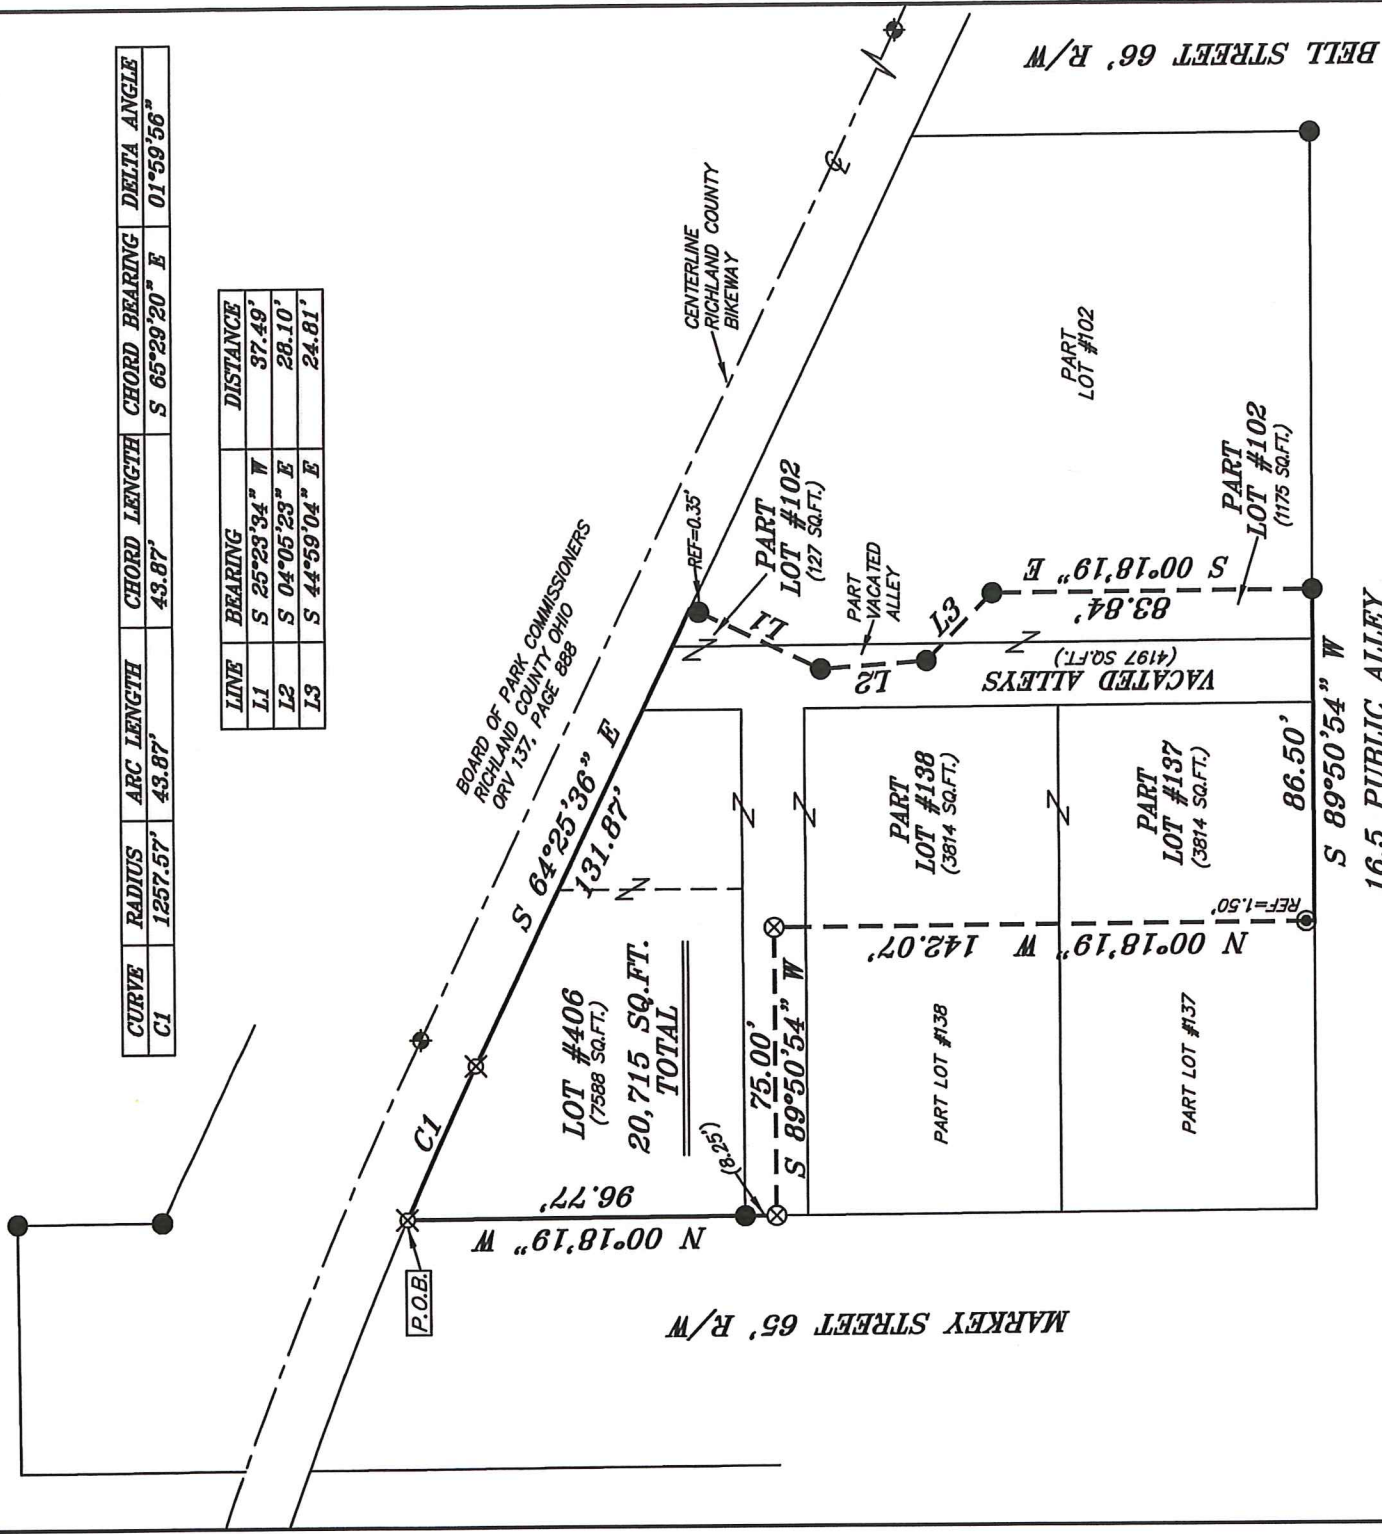 CURVE RADIUS ARC LENGTH CHORD LENGTH CHORD BEARING DELTA ANGLE
C1 1257.57' 43.87' 43.87' S 65°29'20" E 01°59'56"
LINE BEARING DISTANCE
L1 S 25°23'34" W 37.49'
L2 S 04°05'23" E 28.10'
L3 S 44°59'04" E 24.81'
BOARD OF PARK COMMISSIONERS
RICHLAND COUNTY OHIO
ORV 137, PAGE 888
CENTERLINE
RICHLAND COUNTY
BIKEWAY
BELL STREET 66' R/W
P.O.B.
C1
S 64°25'36" E
131.87'
REF=0.35'
PART
LOT #102
(127 SQ.FT.)
L1
PART
VACATED
ALLEY
L2
L3
PART
LOT #102
LOT #406
(7588 SQ.FT.)
20,715 SQ.FT.
TOTAL
96.77'
N 00°18'19" W
(8.25')
75.00'
S 89°50'54" W
VACATED ALLEYS
(4197 SQ.FT.)
S 00°18'19" E
83.84'
PART
LOT #102
(1175 SQ.FT.)
PART
LOT #138
(3814 SQ.FT.)
PART
LOT #137
(3814 SQ.FT.)
N 00°18'19" W 142.07'
REF=1.50'
PART LOT #138
PART LOT #137
86.50'
S 89°50'54" W
16.5 PUBLIC ALLEY
MARKEY STREET 65' R/W